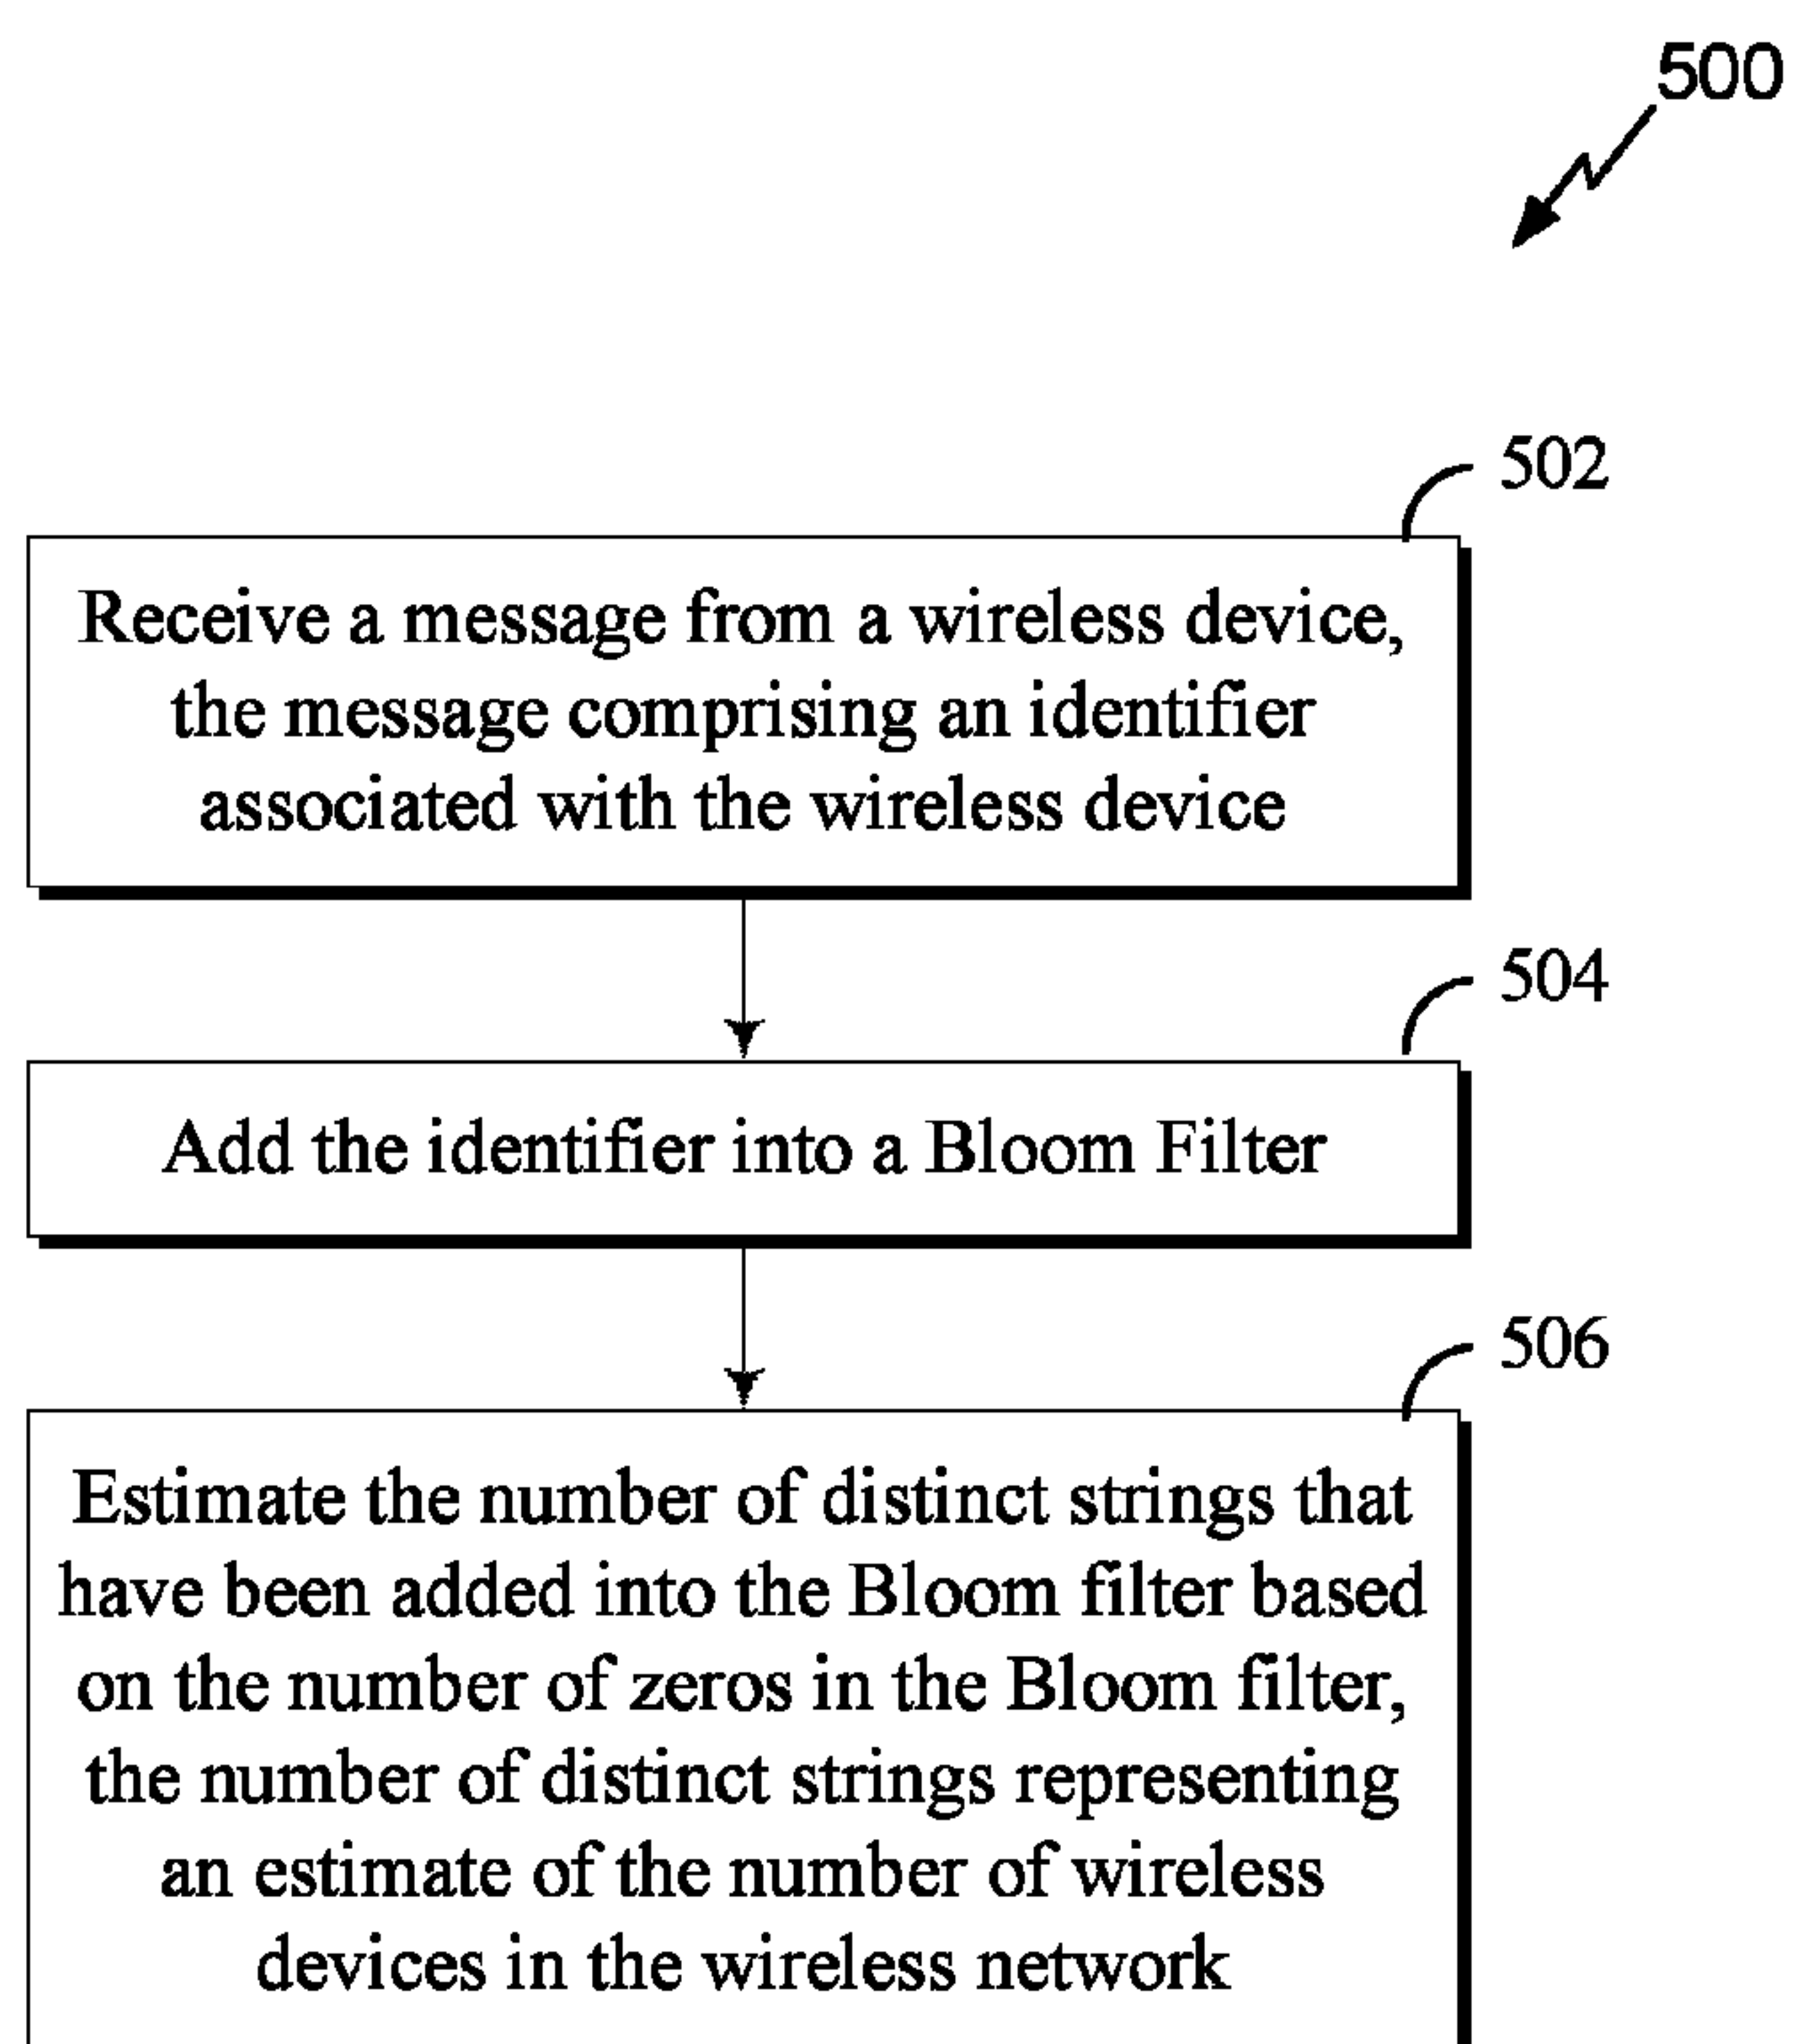 500
502
Receive a message from a wireless device,
the message comprising an identifier
associated with the wireless device
504
Add the identifier into a Bloom Filter
506
Estimate the number of distinct strings that
have been added into the Bloom filter based
on the number of zeros in the Bloom filter,
the number of distinct strings representing
an estimate of the number of wireless
devices in the wireless network